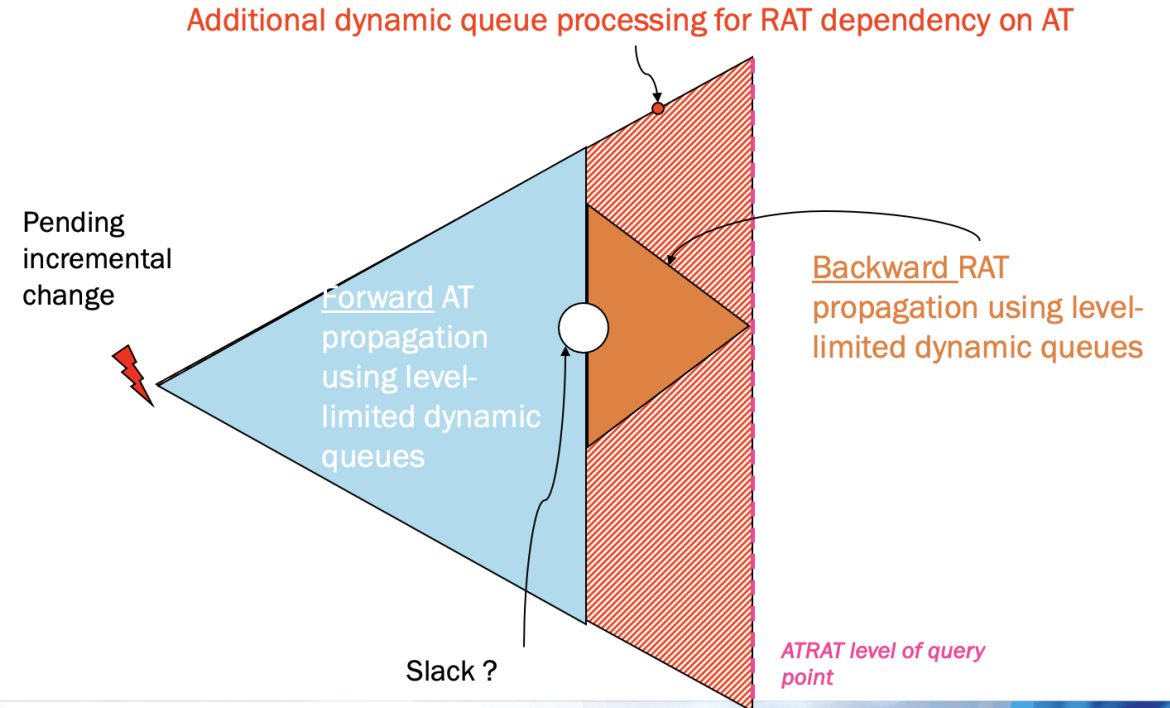 Additional dynamic queue processing for RAT dependency on AT
Pending
incremental
change
Forward AT
propagation
using level-
limited dynamic
queues
Backward RAT
propagation using level-
limited dynamic queues
Slack ?
ATRAT level of query
point